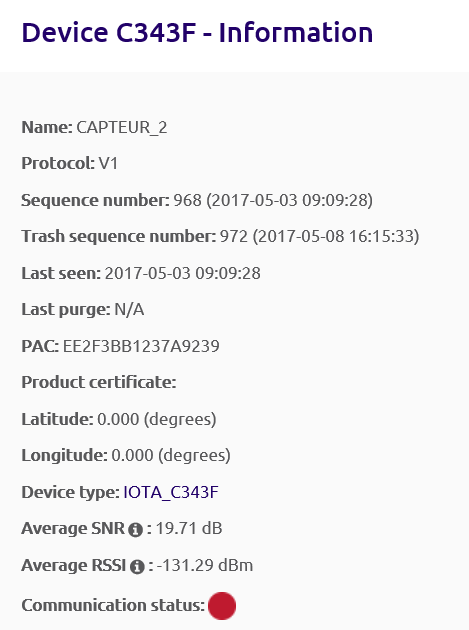 Device C343F - Information
Name: CAPTEUR_2
Protocol: V1
Sequence number: 968 (2017-05-03 09:09:28)
Trash sequence number: 972 (2017-05-08 16:15:33)
Last seen: 2017-05-03 09:09:28
Last purge: N/A
PAC: EE2F3BB1237A9239
Product certificate:
Latitude: 0.000 (degrees)
Longitude: 0.000 (degrees)
Device type: IOTA_C343F
Average SNR i : 19.71 dB
Average RSSI i : -131.29 dBm
Communication status: